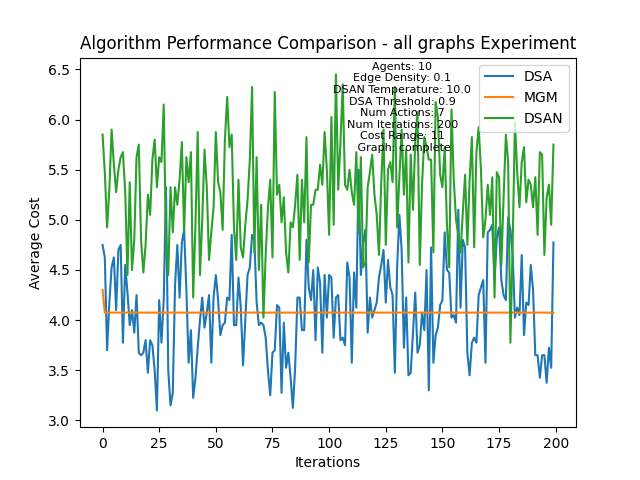 Algorithm Performance Comparison - all graphs Experiment
Agents: 10
Edge Density: 0.1
DSAN Temperature: 10.0
DSA Threshold: 0.9
Num Actions: 7
Num Iterations: 200
Cost Range: 11
Graph: complete
DSA
MGM
DSAN
Average Cost
6.5
6.0
5.5
5.0
4.5
4.0
3.5
3.0
0 25 50 75 100 125 150 175 200
Iterations